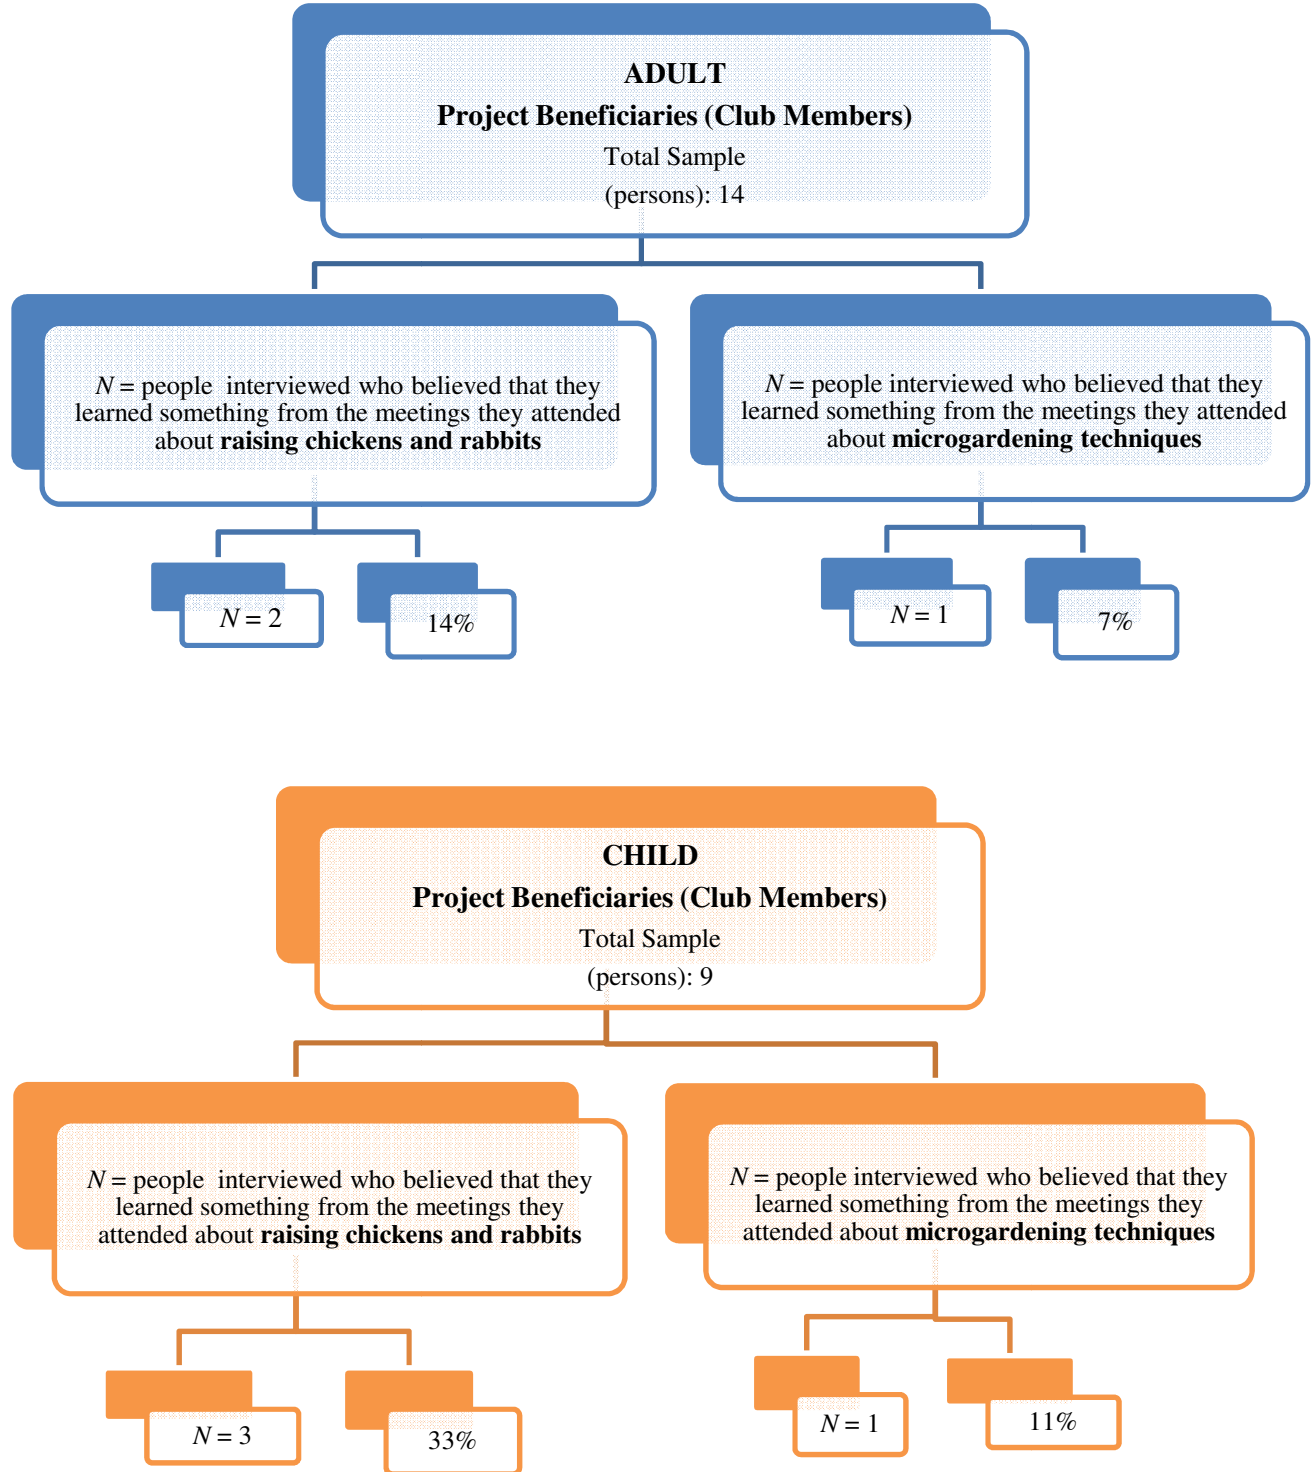 ADULT
Project Beneficiaries (Club Members)
Total Sample
(persons): 14
N = people interviewed who believed that they
learned something from the meetings they attended
about raising chickens and rabbits
N = people interviewed who believed that they
learned something from the meetings they attended
about microgardening techniques
N = 2
14%
N = 1
7%
CHILD
Project Beneficiaries (Club Members)
Total Sample
(persons): 9
N = people interviewed who believed that they
learned something from the meetings they
attended about raising chickens and rabbits
N = people interviewed who believed that they
learned something from the meetings they
attended about microgardening techniques
N = 3
33%
N = 1
11%